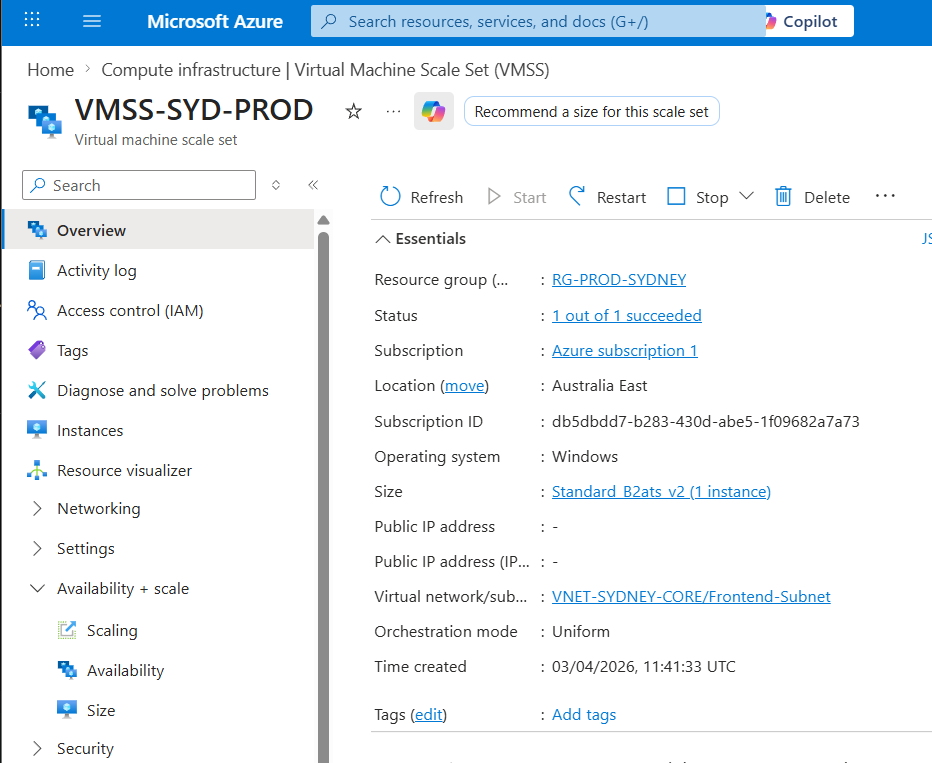 Microsoft Azure
Search resources, services, and docs (G+/)
Copilot
Home > Compute infrastructure | Virtual Machine Scale Set (VMSS)
VMSS-SYD-PROD
Recommend a size for this scale set
Virtual machine scale set
Search
Refresh Start Restart Stop Delete
Overview
Activity log
Access control (IAM)
Tags
Diagnose and solve problems
Instances
Resource visualizer
Networking
Settings
Availability + scale
Scaling
Availability
Size
Security
Essentials
JS
Resource group (... : RG-PROD-SYDNEY
Status : 1 out of 1 succeeded
Subscription : Azure subscription 1
Location (move) : Australia East
Subscription ID : db5dbdd7-b283-430d-abe5-1f09682a7a73
Operating system : Windows
Size : Standard_B2ats_v2 (1 instance)
Public IP address : -
Public IP address (IP... : -
Virtual network/sub... : VNET-SYDNEY-CORE/Frontend-Subnet
Orchestration mode : Uniform
Time created : 03/04/2026, 11:41:33 UTC
Tags (edit) : Add tags